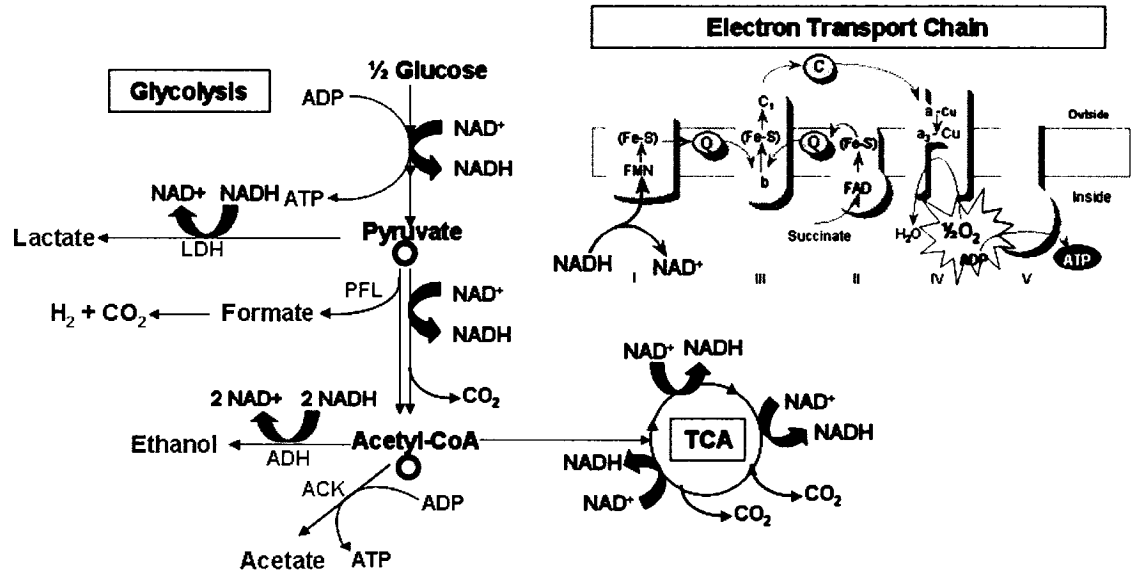 Electron Transport Chain
Glycolysis
½ Glucose
ADP
NAD⁺
NADH
ATP
NAD+ NADH
LDH
Lactate
Pyruvate
PFL
NAD⁺
NADH
H₂ + CO₂
Formate
CO₂
2 NAD+ 2 NADH
Ethanol
ADH
Acetyl-CoA
ACK
ADP
Acetate
ATP
TCA
NAD⁺ NADH
NAD⁺
NADH
NADH
NAD⁺
CO₂
CO₂
C
C₁
a Cu
a₃ Cu
Outside
(Fe-S)
Q
(Fe-S)
Q
(Fe-S)
FMN
b
FAD
Inside
Succinate
H₂O
½O₂
ADP
ATP
NADH
NAD⁺
I
III
II
IV
V